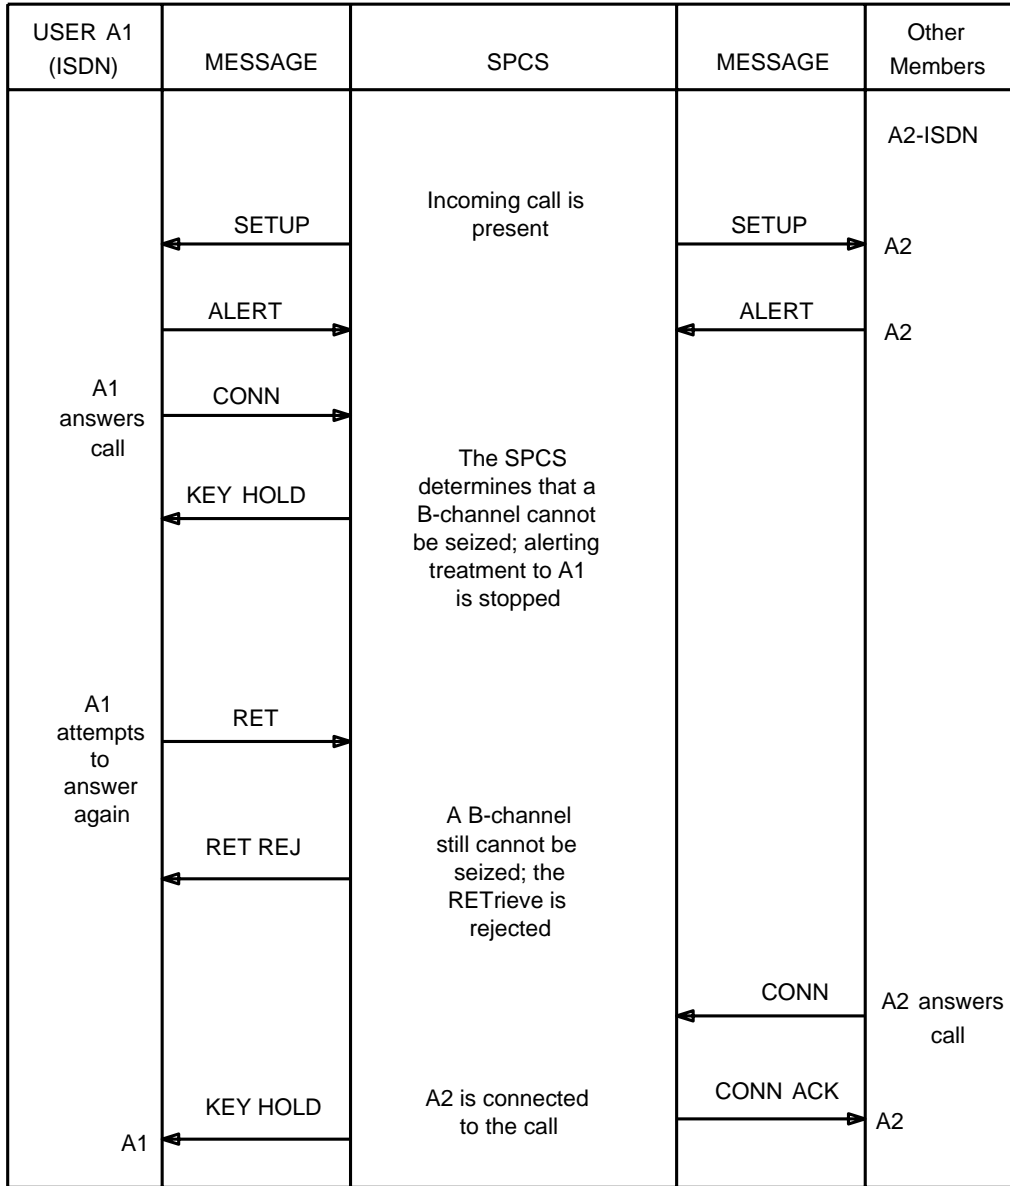 USER A1
(ISDN)
MESSAGE
SPCS
MESSAGE
Other
Members
A2-ISDN
Incoming call is
present
SETUP
SETUP
A2
ALERT
ALERT
A2
A1
answers
call
CONN
The SPCS
determines that a
B-channel cannot
be seized; alerting
treatment to A1
is stopped
KEY HOLD
A1
attempts
to
answer
again
RET
RET REJ
A B-channel
still cannot be
seized; the
RETrieve is
rejected
CONN
A2 answers
call
KEY HOLD
A1
A2 is connected
to the call
CONN ACK
A2